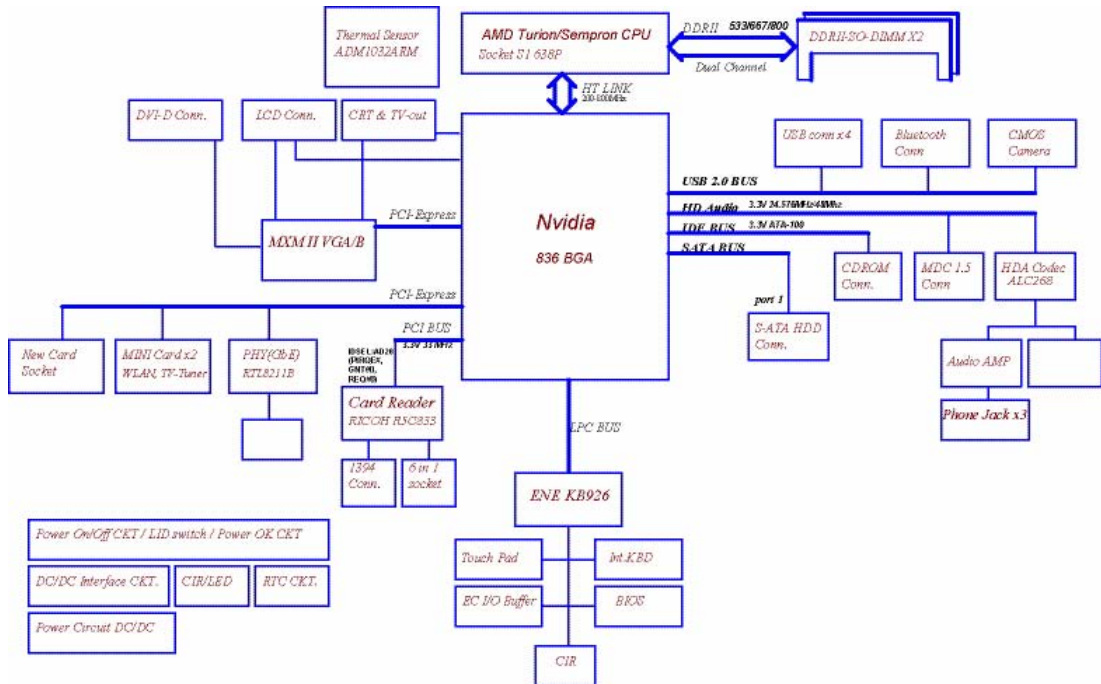 Thermal Sensor
ADM1032ARM
AMD Turion/Sempron CPU
Socket S1 638P
DDRII 533/667/800
Dual Channel
DDRII-SO-DIMM X2
HT LINK
200-800MHz
DVI-D Conn.
LCD Conn.
CRT & TV-out
USB conn x4
Bluetooth
Conn
CMOS
Camera
USB 2.0 BUS
HD Audio 3.3V 24.576MHz/48Mhz
IDE BUS 3.3V ATA-100
SATA BUS
PCI-Express
MXM II VGA/B
Nvidia
836 BGA
CDROM
Conn.
MDC 1.5
Conn
HDA Codec
ALC268
port 1
S-ATA HDD
Conn.
PCI-Express
PCI BUS
3.3V 33 MHz
New Card
Socket
MINI Card x2
WLAN, TV-Tuner
PHY(GbE)
RTL8211B
IDSEL:AD20
Card Reader
RICOH R5C833
1394
Conn.
6 in 1
socket
Audio AMP
Phone Jack x3
LPC BUS
ENE KB926
Touch Pad
Int.KBD
EC I/O Buffer
BIOS
CIR
Power On/Off CKT / LID switch / Power OK CKT
DC/DC Interface CKT.
CIR/LED
RTC CKT.
Power Circuit DC/DC